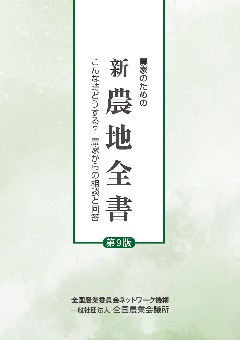 農家のための
新 農地全書
こんな時どうする? 農家からの相談と回答
第9版
全国農業委員会ネットワーク機構
一般社団法人 全国農業会議所